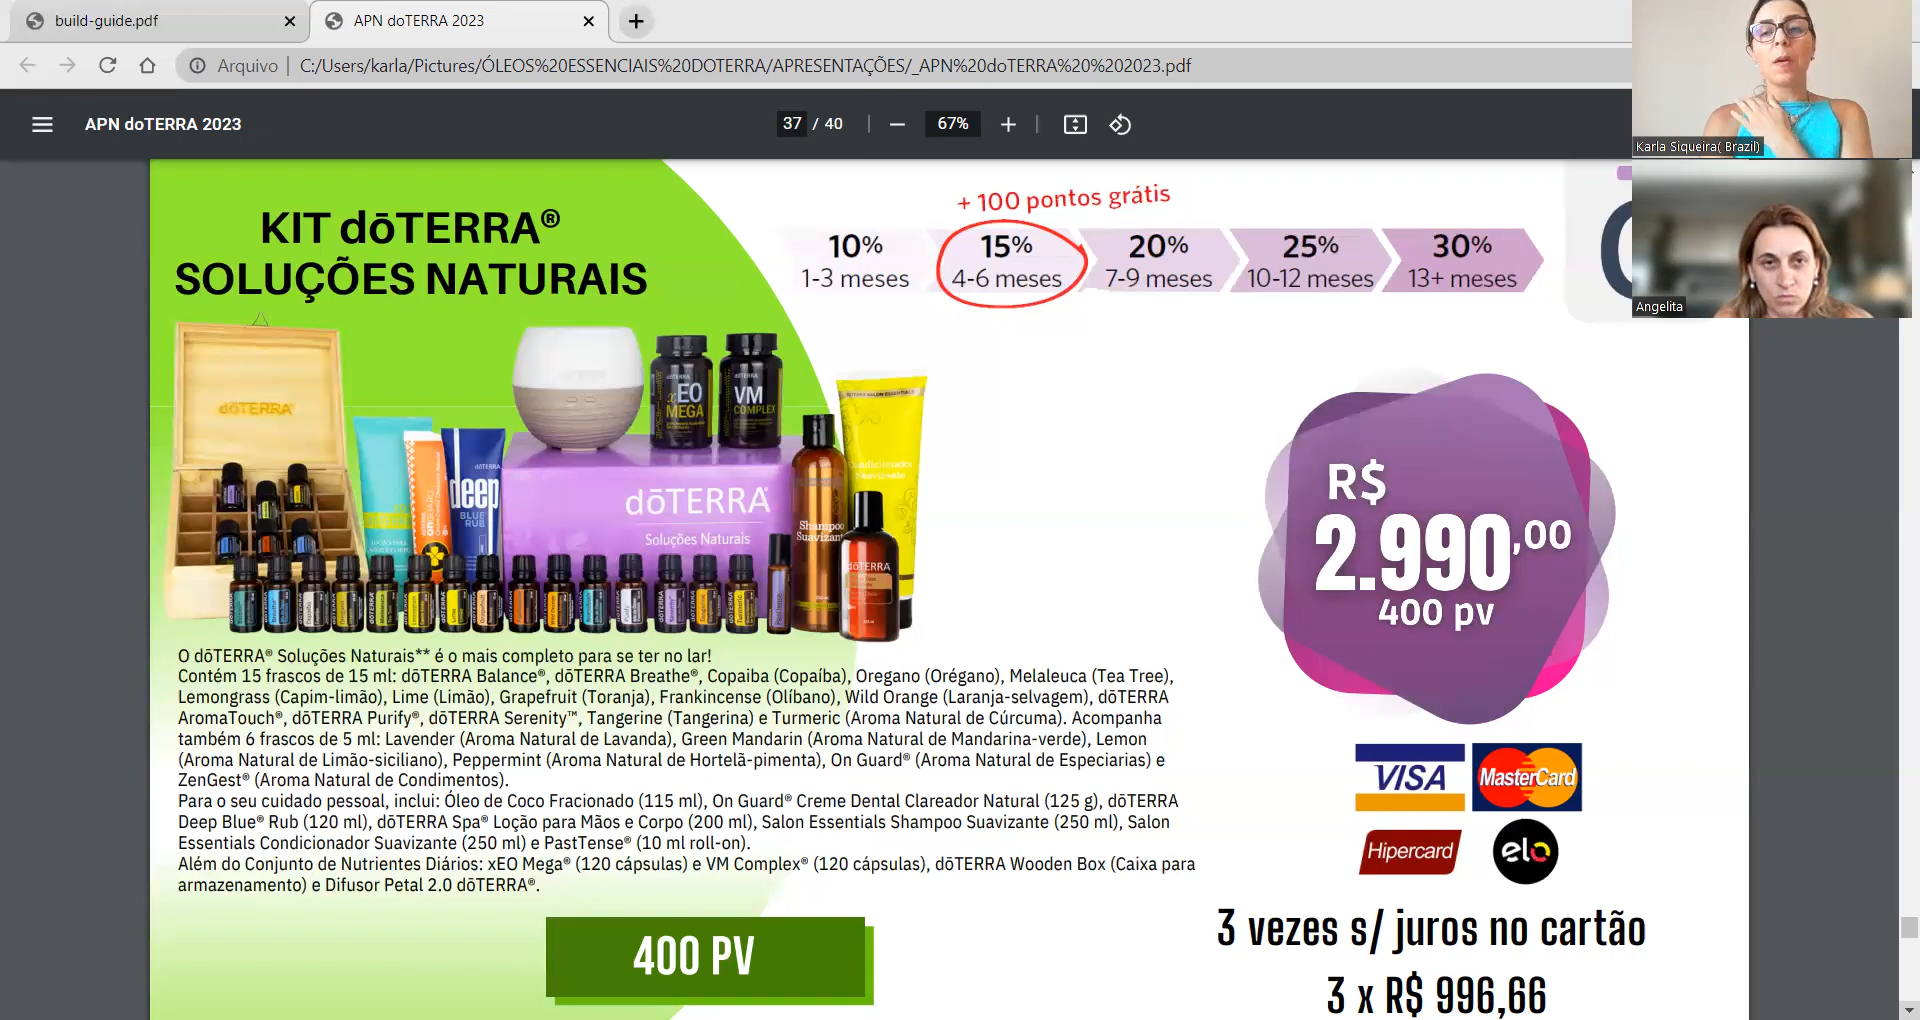 build-guide.pdf
APN doTERRA 2023
Arquivo
C:/Users/karla/Pictures/ÓLEOS%20ESSENCIAIS%20DOTERRA/APRESENTAÇÕES/_APN%20doTERRA%20%202023.pdf
APN doTERRA 2023
37 / 40
67%
Karla Siqueira( Brazil)
Angelita
KIT dōTERRA®
SOLUÇÕES NATURAIS
+ 100 pontos grátis
10%
1-3 meses
15%
4-6 meses
20%
7-9 meses
25%
10-12 meses
30%
13+ meses
dōTERRA
dōTERRA
xEO
MEGA
dōTERRA
VM
COMPLEX
dōTERRA
deep
BLUE
RUB
dōTERRA®
Soluções Naturais
Shampoo
Suavizante
dōTERRA
R$
2.990,00
400 pv
O dōTERRA® Soluções Naturais** é o mais completo para se ter no lar!
Contém 15 frascos de 15 ml: dōTERRA Balance®, dōTERRA Breathe®, Copaiba (Copaíba), Oregano (Orégano), Melaleuca (Tea Tree),
Lemongrass (Capim-limão), Lime (Limão), Grapefruit (Toranja), Frankincense (Olíbano), Wild Orange (Laranja-selvagem), dōTERRA
AromaTouch®, dōTERRA Purify®, dōTERRA Serenity™, Tangerine (Tangerina) e Turmeric (Aroma Natural de Cúrcuma). Acompanha
também 6 frascos de 5 ml: Lavender (Aroma Natural de Lavanda), Green Mandarin (Aroma Natural de Mandarina-verde), Lemon
(Aroma Natural de Limão-siciliano), Peppermint (Aroma Natural de Hortelã-pimenta), On Guard® (Aroma Natural de Especiarias) e
ZenGest® (Aroma Natural de Condimentos).
Para o seu cuidado pessoal, inclui: Óleo de Coco Fracionado (115 ml), On Guard® Creme Dental Clareador Natural (125 g), dōTERRA
Deep Blue® Rub (120 ml), dōTERRA Spa® Loção para Mãos e Corpo (200 ml), Salon Essentials Shampoo Suavizante (250 ml), Salon
Essentials Condicionador Suavizante (250 ml) e PastTense® (10 ml roll-on).
Além do Conjunto de Nutrientes Diários: xEO Mega® (120 cápsulas) e VM Complex® (120 cápsulas), dōTERRA Wooden Box (Caixa para
armazenamento) e Difusor Petal 2.0 dōTERRA®.
400 PV
VISA
MasterCard
Hipercard
elo
3 vezes s/ juros no cartão
3 x R$ 996,66